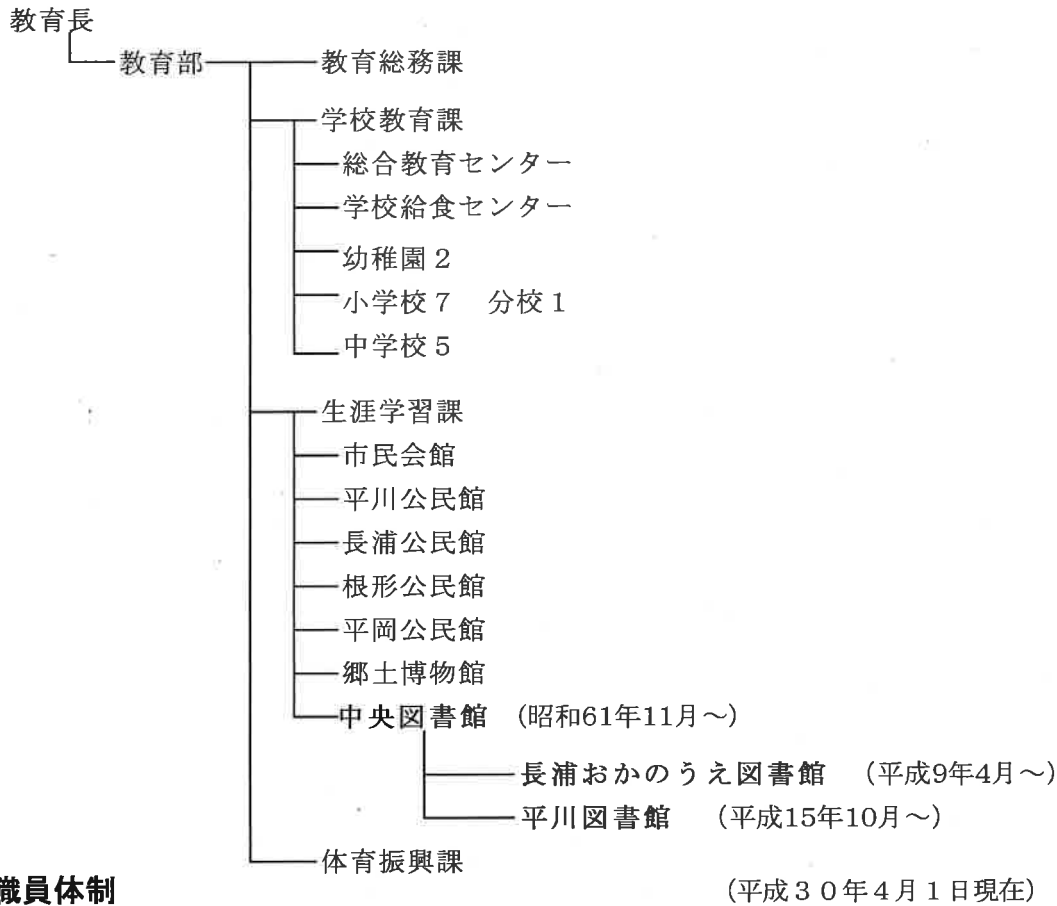 教育長
教育部 教育総務課
学校教育課
総合教育センター
学校給食センター
幼稚園２
小学校７　分校１
中学校５
生涯学習課
市民会館
平川公民館
長浦公民館
根形公民館
平岡公民館
郷土博物館
中央図書館　（昭和61年11月～）
長浦おかのうえ図書館　（平成9年4月～）
平川図書館　（平成15年10月～）
体育振興課
職員体制　（平成３０年４月１日現在）